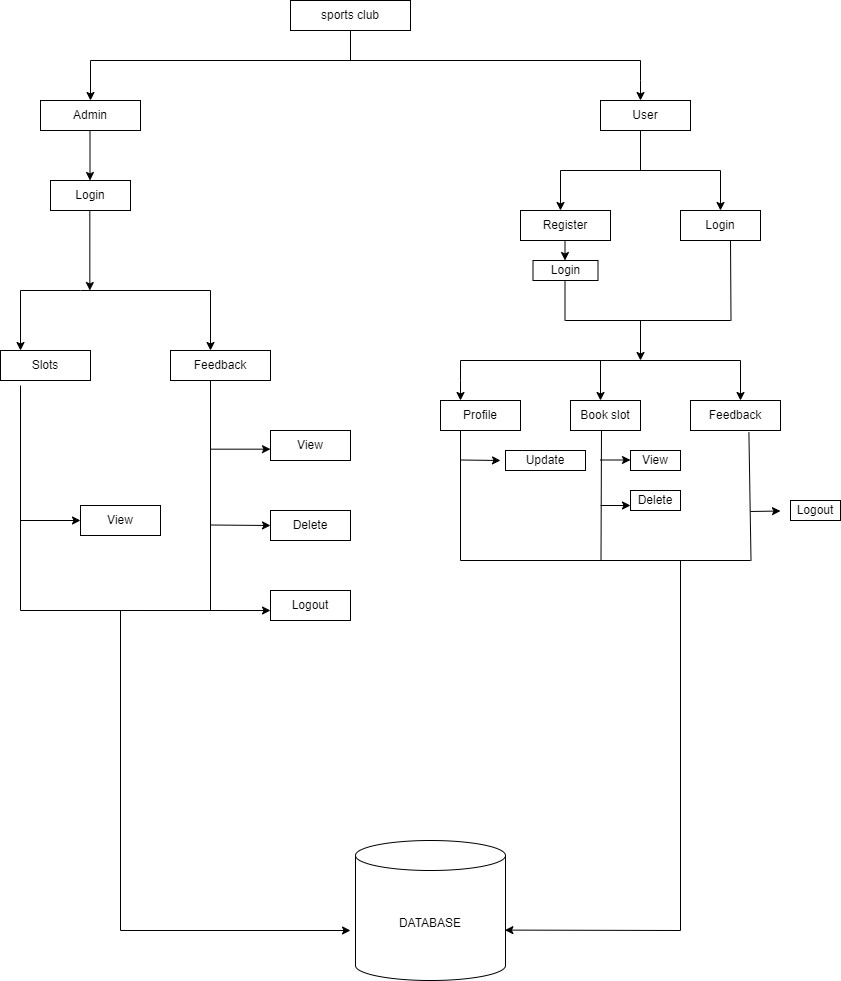 sports club
Admin
User
Login
Register
Login
Login
Slots
Feedback
Profile
Book slot
Feedback
View
Update
View
Delete
Logout
View
Delete
Logout
DATABASE